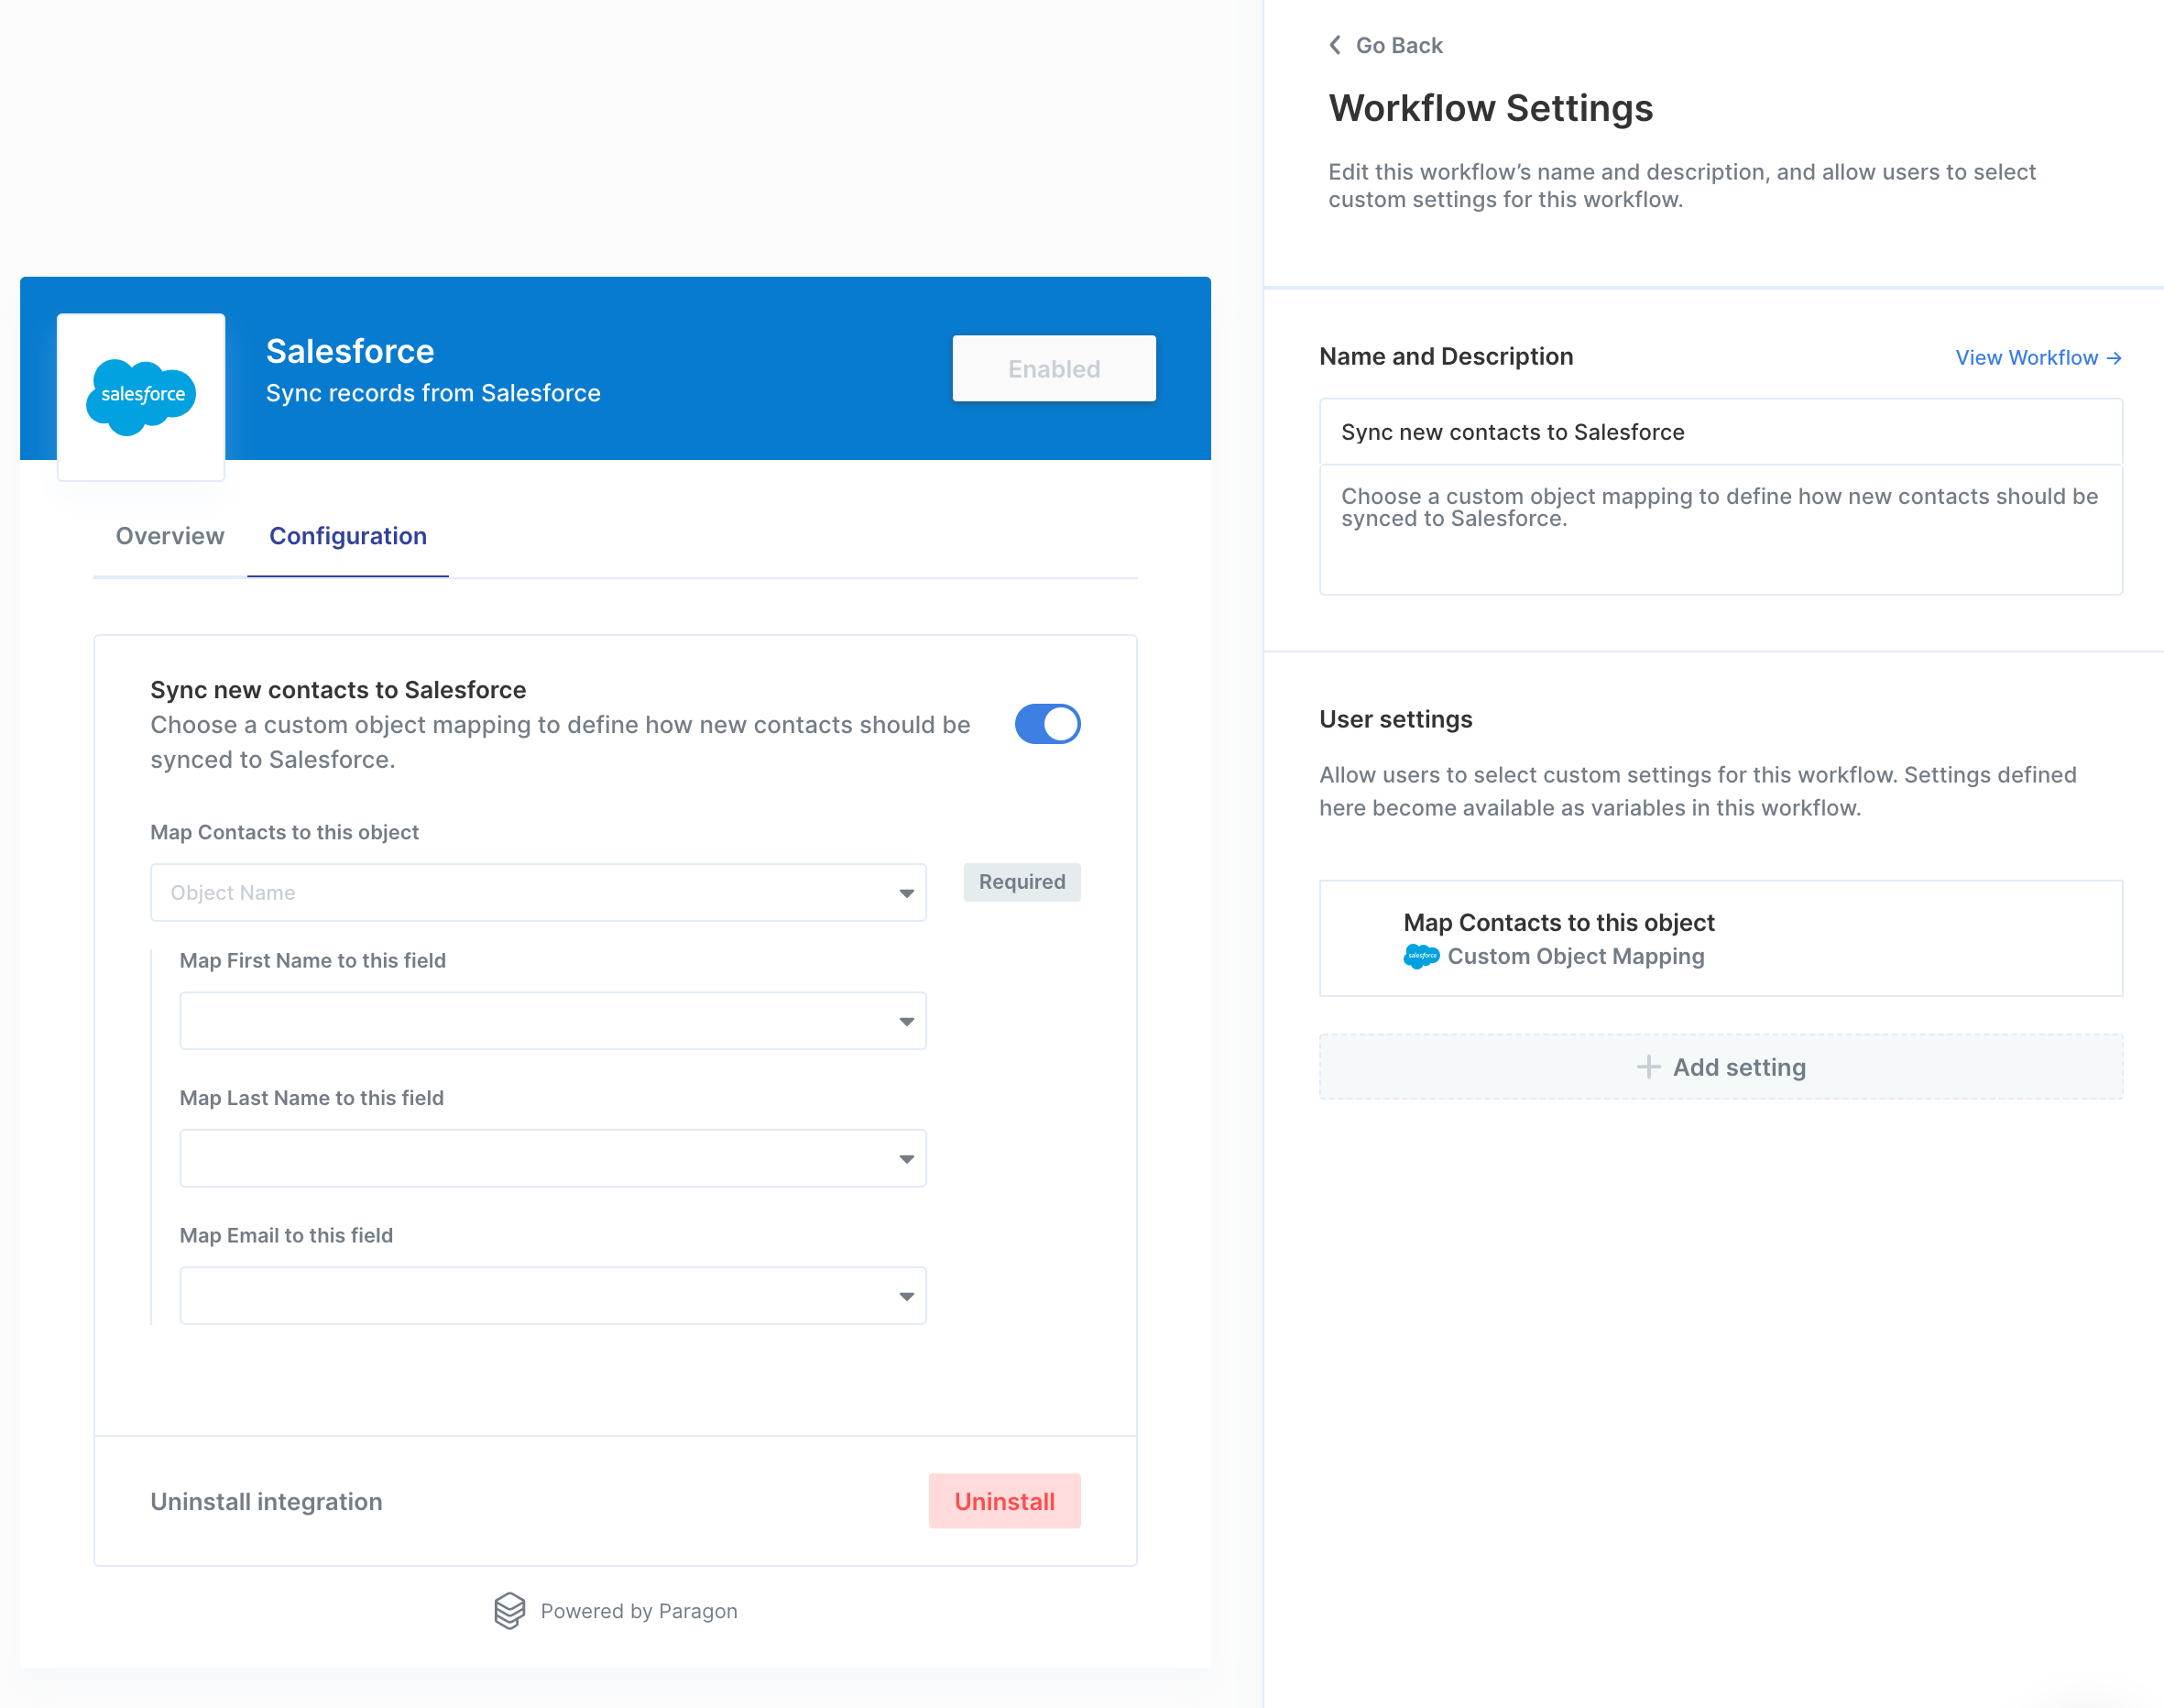 Go Back
Workflow Settings
Edit this workflow’s name and description, and allow users to select
custom settings for this workflow.
salesforce
Salesforce
Sync records from Salesforce
Enabled
Overview
Configuration
Sync new contacts to Salesforce
Choose a custom object mapping to define how new contacts should be
synced to Salesforce.
Map Contacts to this object
Object Name
Required
Map First Name to this field
Map Last Name to this field
Map Email to this field
Uninstall integration
Uninstall
Powered by Paragon
Name and Description
View Workflow →
Sync new contacts to Salesforce
Choose a custom object mapping to define how new contacts should be
synced to Salesforce.
User settings
Allow users to select custom settings for this workflow. Settings defined
here become available as variables in this workflow.
Map Contacts to this object
salesforce
Custom Object Mapping
Add setting